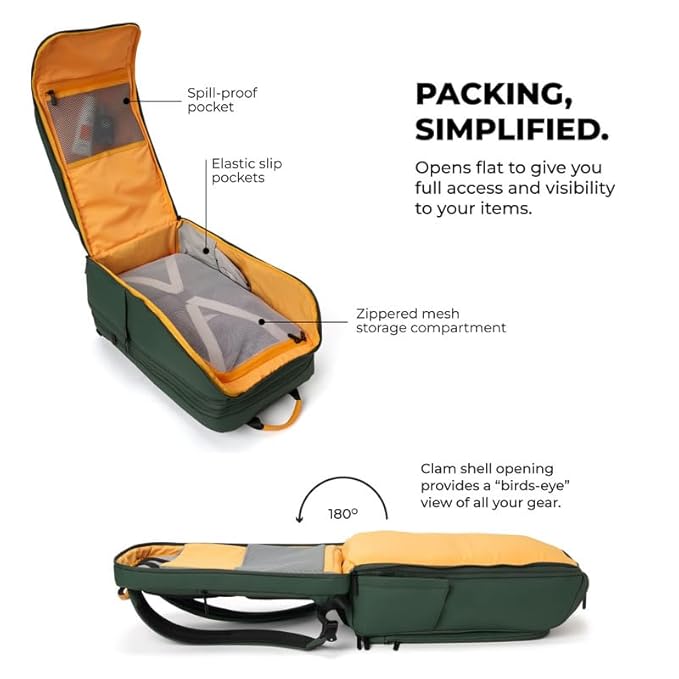 PACKING,
SIMPLIFIED.
Opens flat to give you
full access and visibility
to your items.
Spill-proof
pocket
Elastic slip
pockets
Zippered mesh
storage compartment
Clam shell opening
provides a “birds-eye”
view of all your gear.
180º